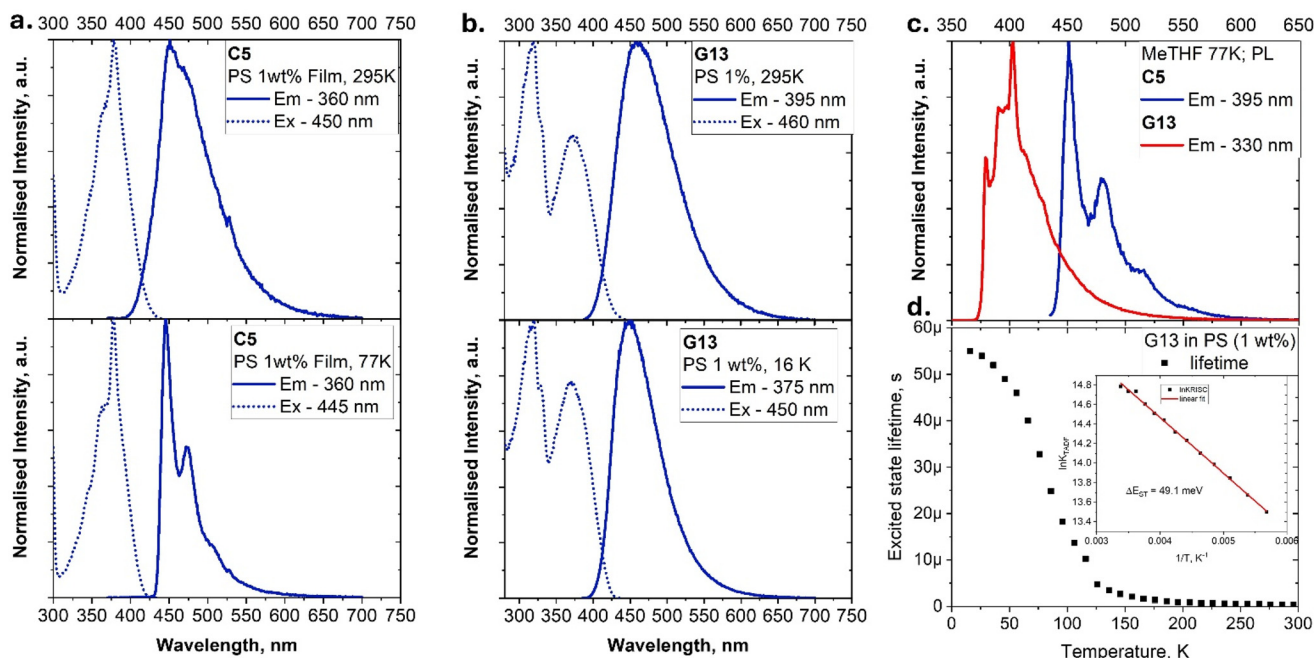 a.
300 350 400 450 500 550 600 650 700 750
C5
PS 1wt% Film, 295K
Em - 360 nm
Ex - 450 nm
Normalised Intensity, a.u.
C5
PS 1wt% Film, 77K
Em - 360 nm
Ex - 445 nm
Normalised Intensity, a.u.
300 350 400 450 500 550 600 650 700 750
Wavelength, nm
b.
300 350 400 450 500 550 600 650 700 750
G13
PS 1%, 295K
Em - 395 nm
Ex - 460 nm
Normalised Intensity, a.u.
G13
PS 1 wt%, 16 K
Em - 375 nm
Ex - 450 nm
Normalised Intensity, a.u.
300 350 400 450 500 550 600 650 700 750
Wavelength, nm
c.
350 400 450 500 550 600 650
MeTHF 77K; PL
C5
Em - 395 nm
G13
Em - 330 nm
Normalised Intensity, a.u.
d.
60µ
50µ
40µ
30µ
20µ
10µ
0
Excited state lifetime, s
G13 in PS (1 wt%)
lifetime
14.8
14.6
14.4
14.2
14.0
13.8
13.6
13.4
lnK_TADF
lnKRISC
linear fit
ΔE_ST = 49.1 meV
0.003 0.004 0.005 0.006
1/T, K⁻¹
0 50 100 150 200 250 300
Temperature, K